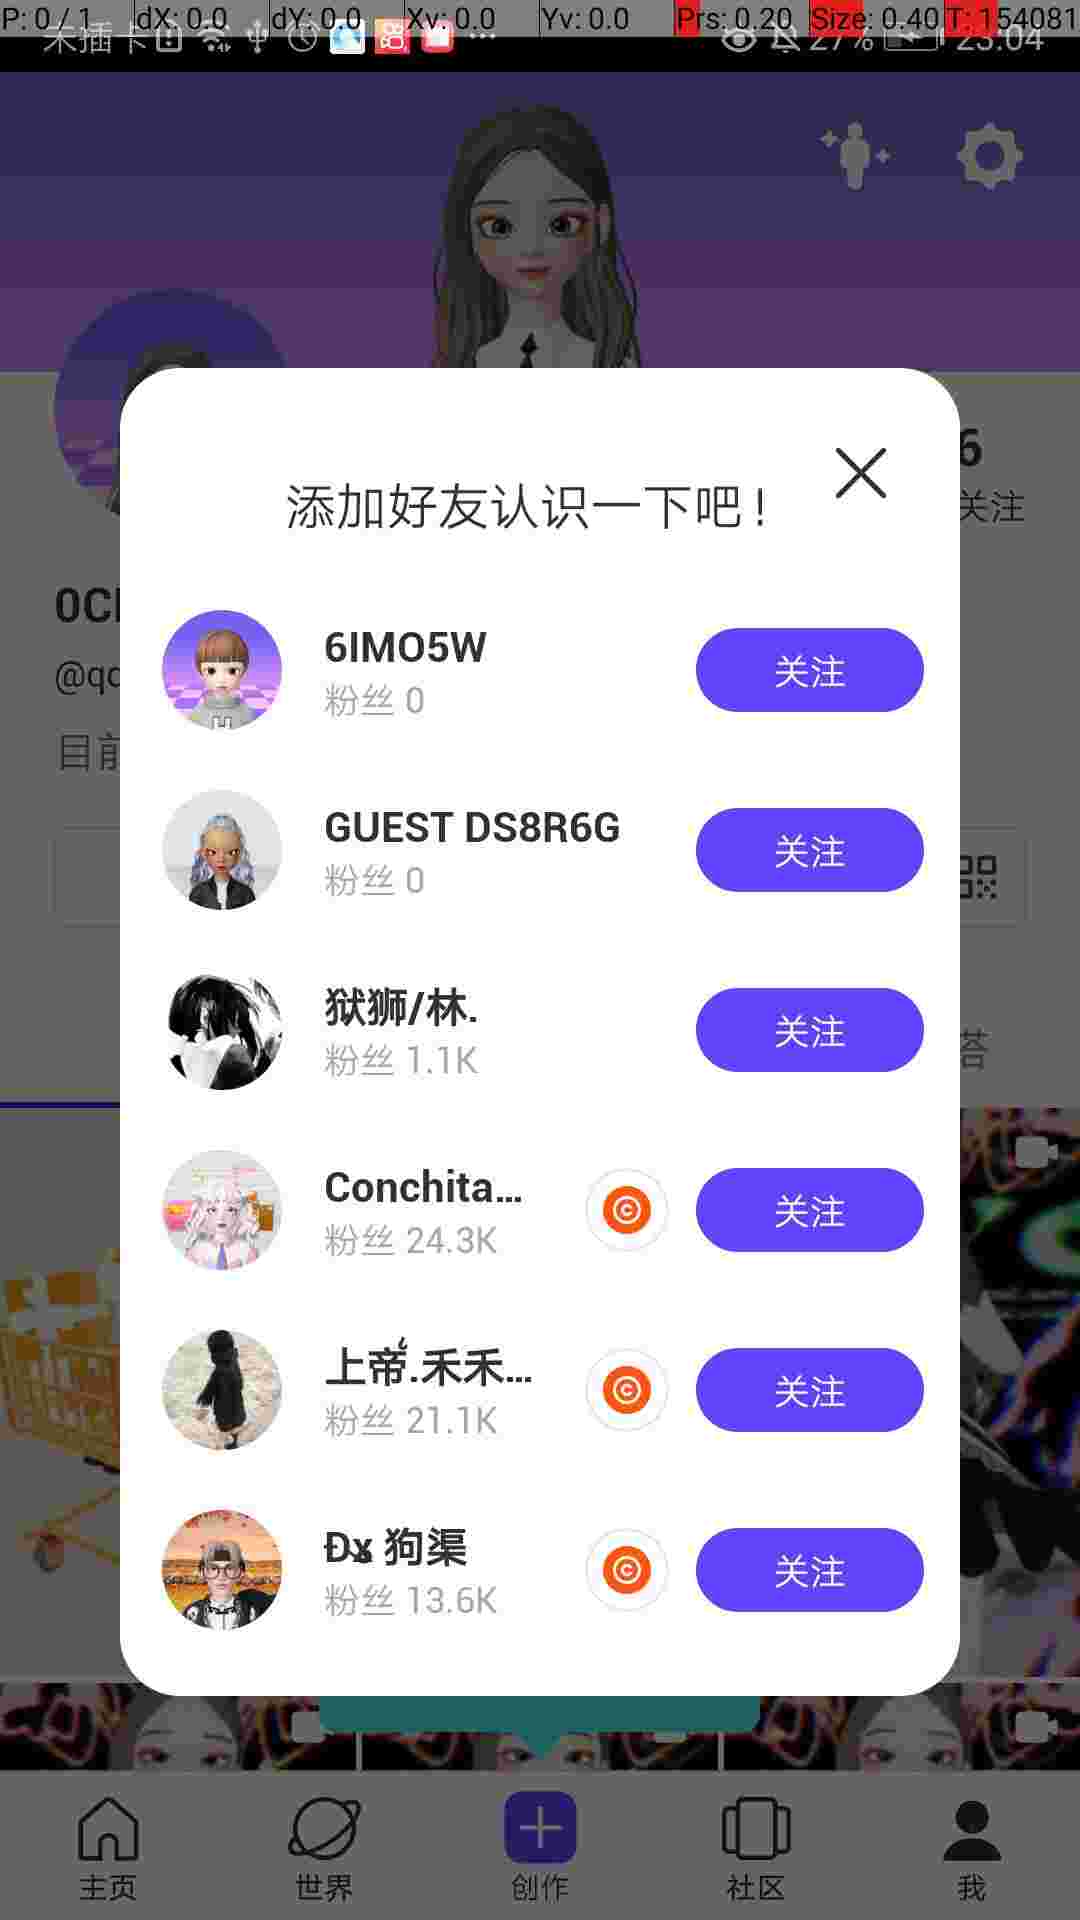 P: 0 / 1 dX: 0.0 dY: 0.0 Xv: 0.0 Yv: 0.0 Prs: 0.20 Size: 0.40 T: 154081
未插卡 27% 23:04
6
关注
添加好友认识一下吧!
@qc
目前
6IMO5W
粉丝 0
关注
GUEST DS8R6G
粉丝 0
关注
狱狮/林.
粉丝 1.1K
关注
答
Conchita...
粉丝 24.3K
关注
上帝.禾禾...
粉丝 21.1K
关注
狗渠
粉丝 13.6K
关注
主页 世界 创作 社区 我